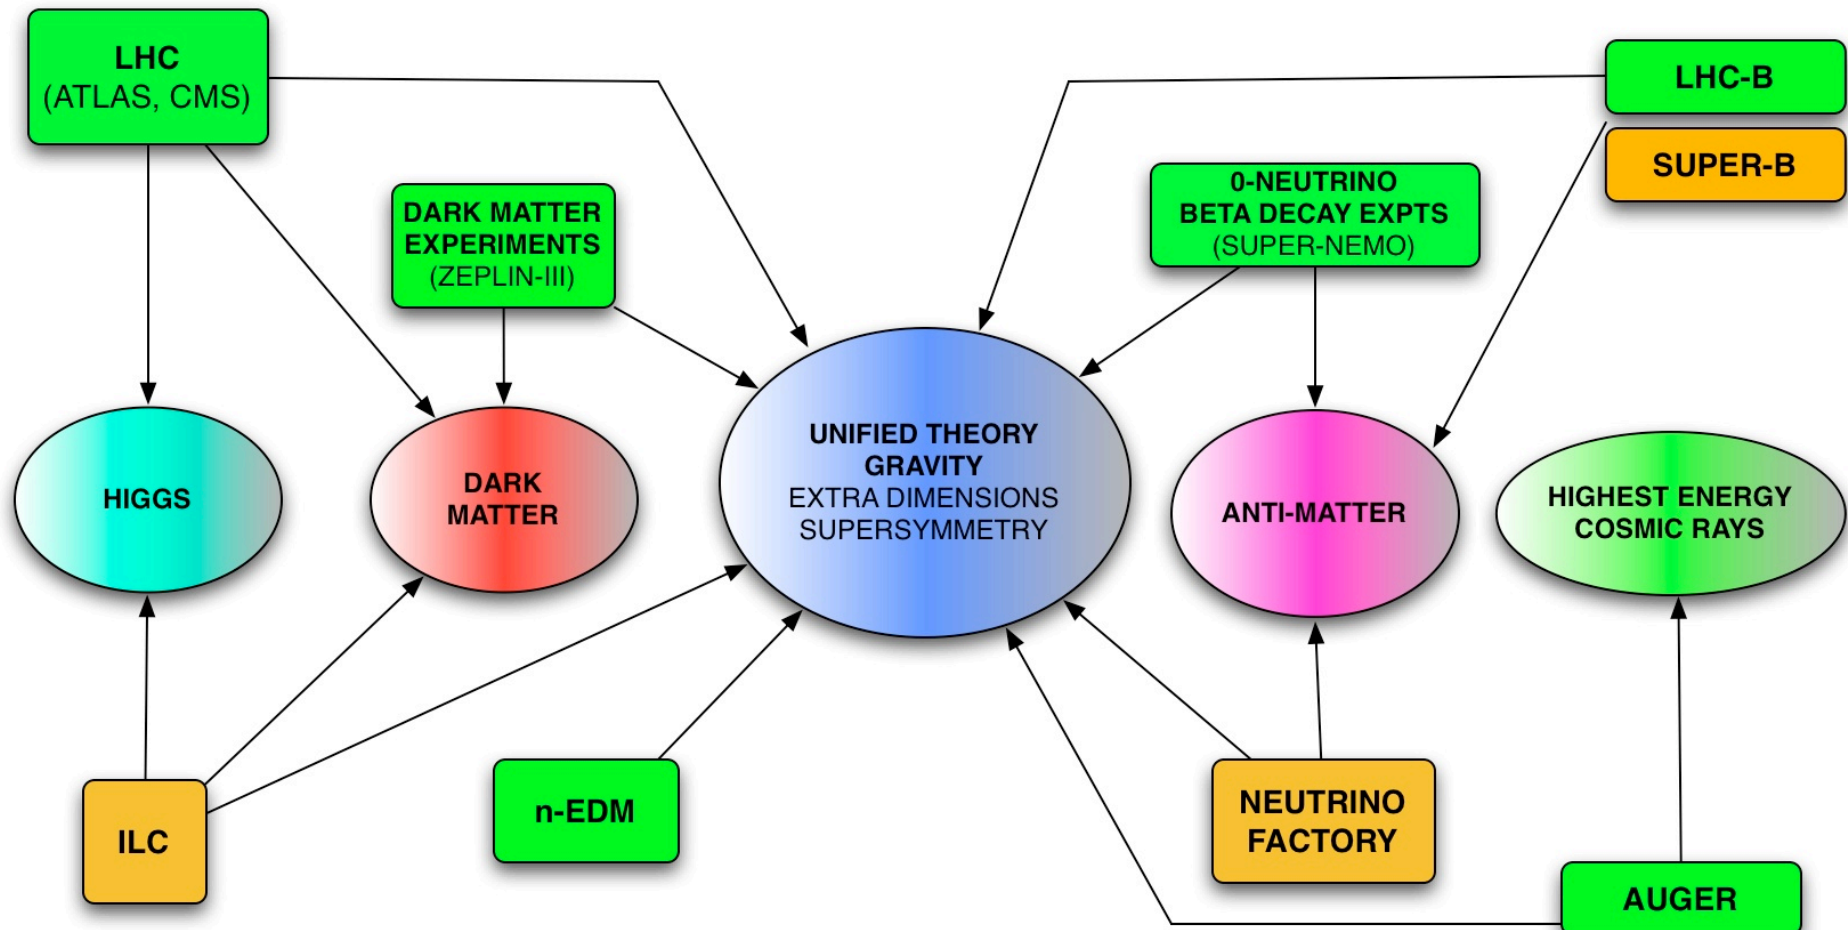 LHC
(ATLAS, CMS)
LHC-B
SUPER-B
DARK MATTER
EXPERIMENTS
(ZEPLIN-III)
0-NEUTRINO
BETA DECAY EXPTS
(SUPER-NEMO)
HIGGS
DARK
MATTER
UNIFIED THEORY
GRAVITY
EXTRA DIMENSIONS
SUPERSYMMETRY
ANTI-MATTER
HIGHEST ENERGY
COSMIC RAYS
ILC
n-EDM
NEUTRINO
FACTORY
AUGER